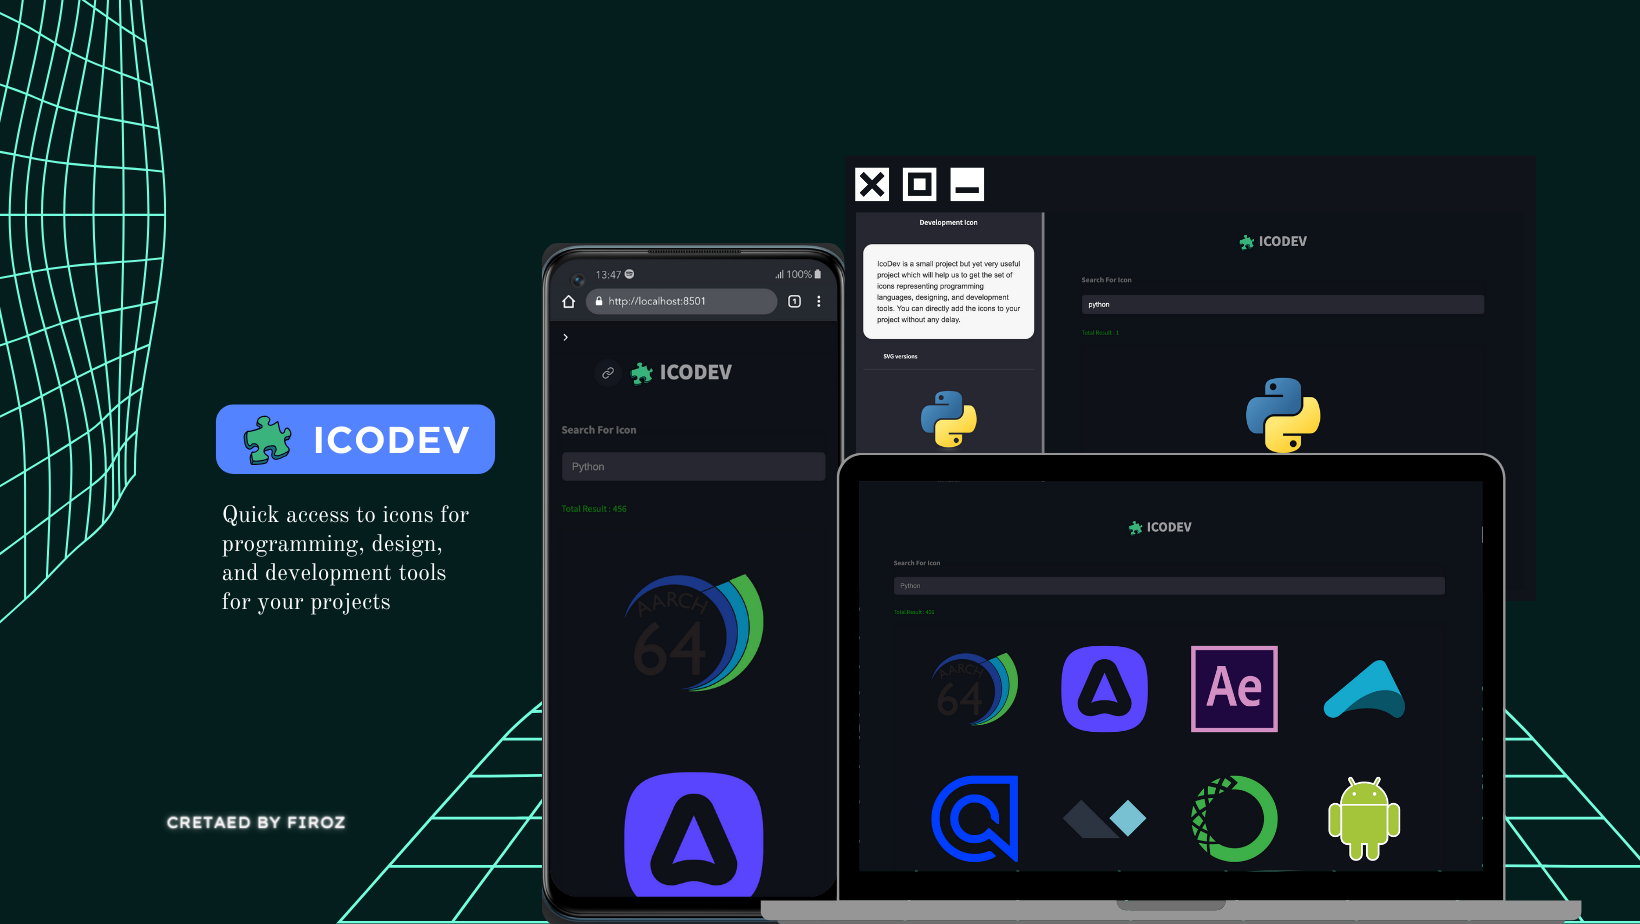 ICODEV
Quick access to icons for
programming, design,
and development tools
for your projects
CRETAED BY FIROZ
13:47
100%
http://localhost:8501
1
ICODEV
Search For Icon
Python
Total Result : 456
AARCH
64
Development Icon
IcoDev is a small project but yet very useful
project which will help us to get the set of
icons representing programming
languages, designing, and development
tools. You can directly add the icons to your
project without any delay.
SVG versions
ICODEV
Search For Icon
python
Total Result : 1
ICODEV
Search For Icon
Python
Total Result : 456
AARCH
64
Ae